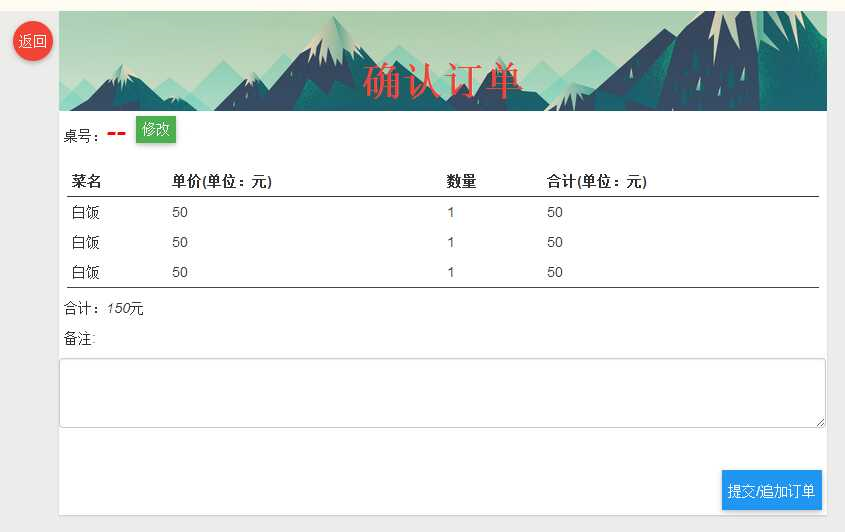 返回
确认订单
桌号：-- 修改
菜名 单价(单位：元) 数量 合计(单位：元)
白饭 50 1 50
白饭 50 1 50
白饭 50 1 50
合计：150元
备注:
提交/追加订单